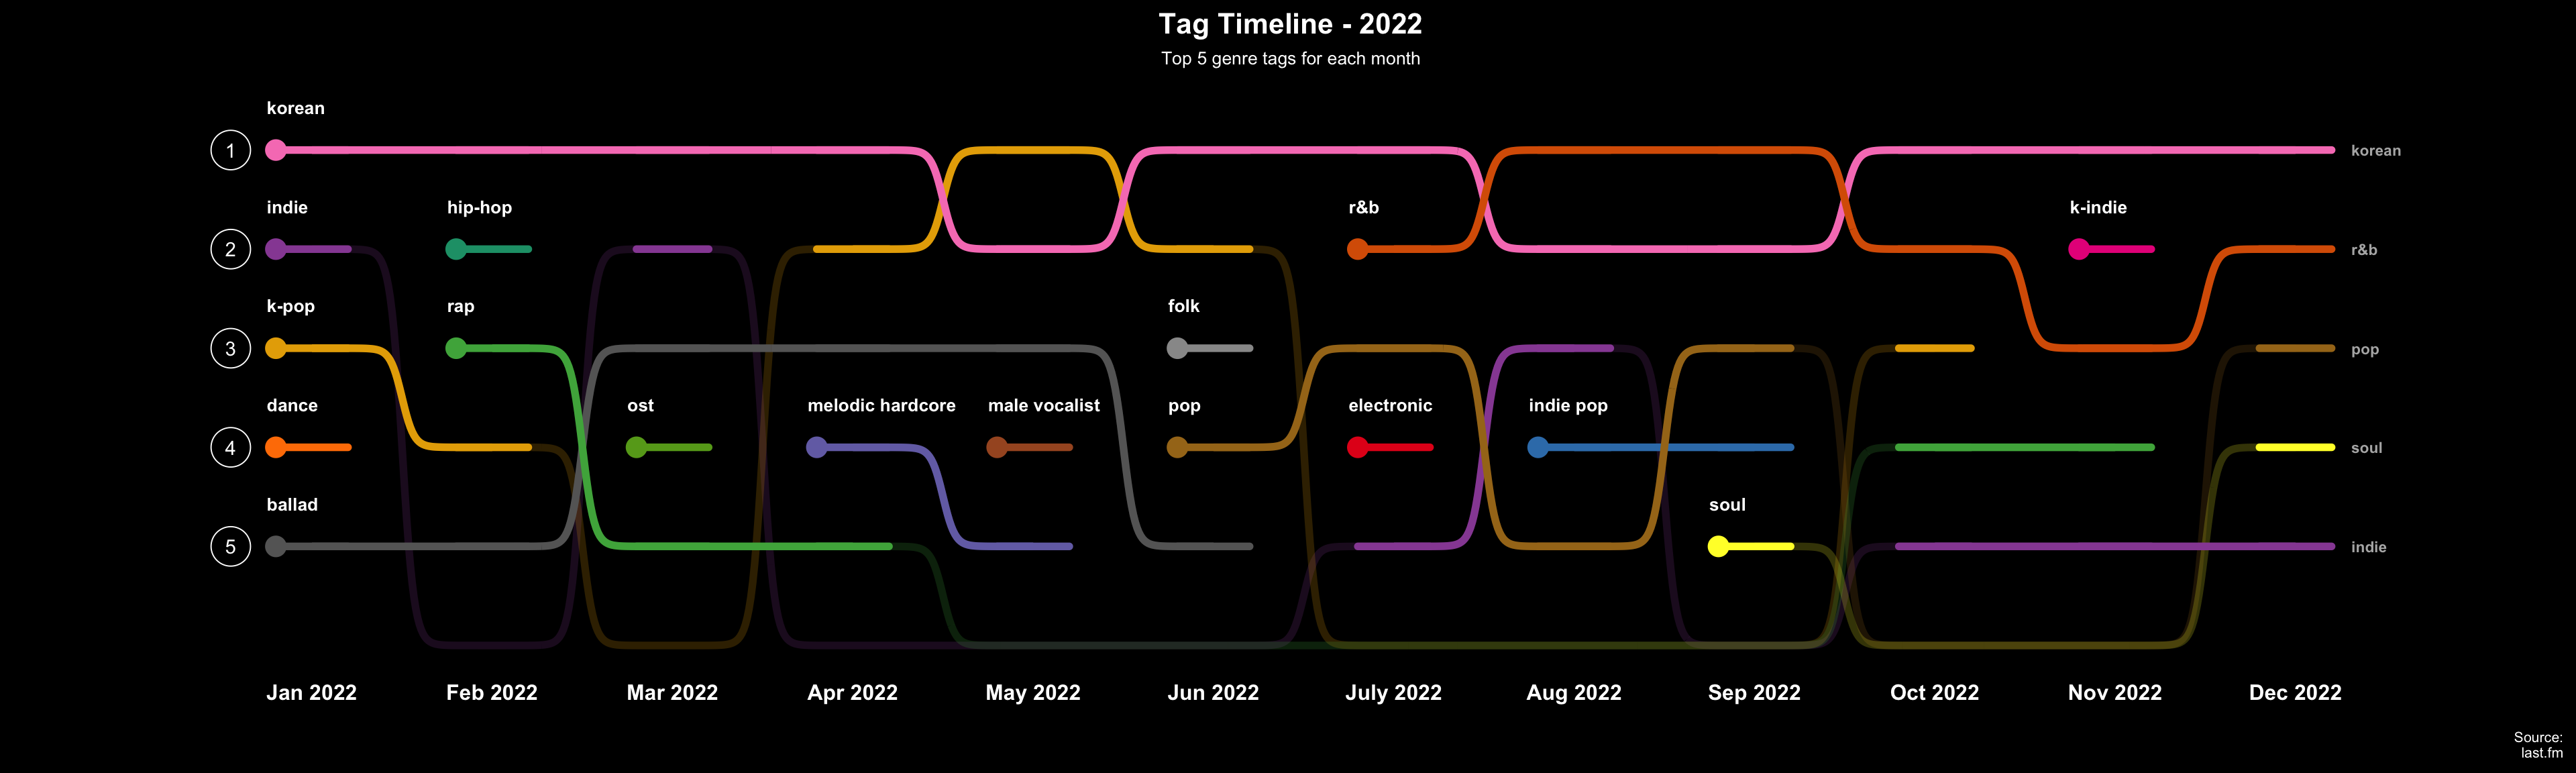 Tag Timeline - 2022
Top 5 genre tags for each month
korean
1
korean
indie
hip-hop
r&b
k-indie
2
r&b
k-pop
rap
folk
3
pop
dance
ost
melodic hardcore
male vocalist
pop
electronic
indie pop
4
soul
ballad
soul
5
indie
Jan 2022
Feb 2022
Mar 2022
Apr 2022
May 2022
Jun 2022
July 2022
Aug 2022
Sep 2022
Oct 2022
Nov 2022
Dec 2022
Source:
last.fm